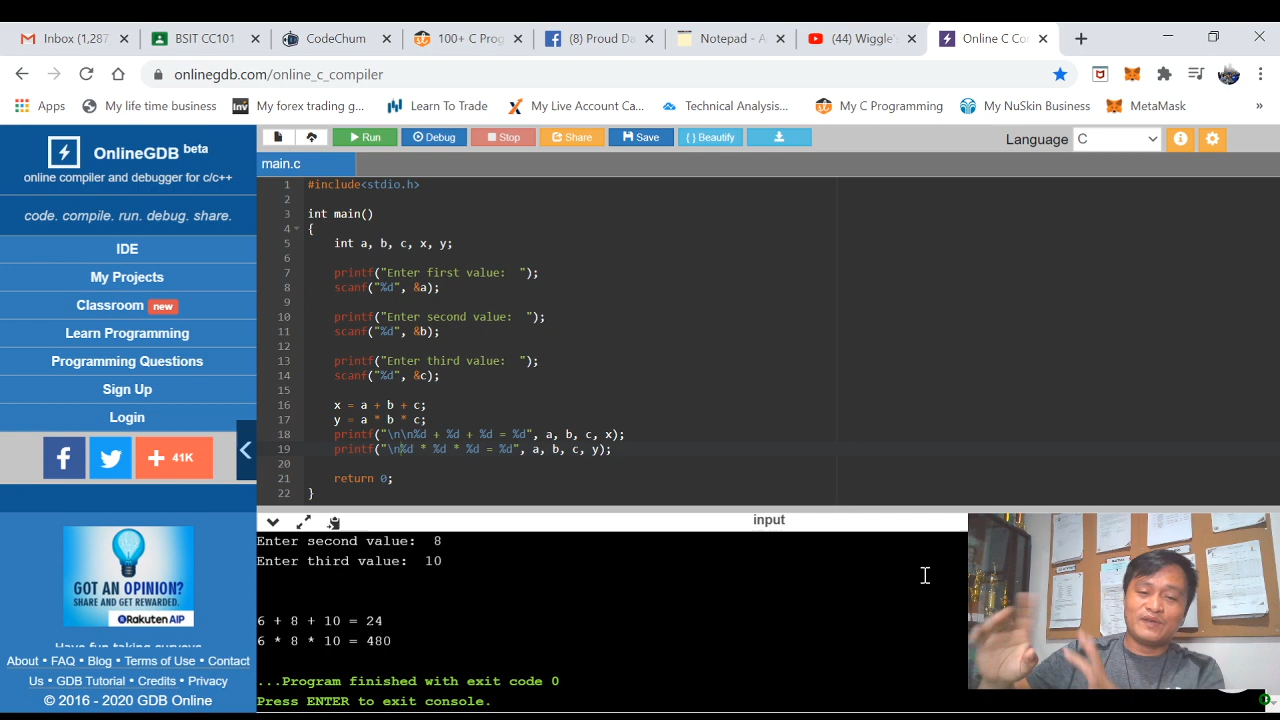 Inbox (1,287
BSIT CC101
CodeChum
100+ C Prog
(8) Proud Da
Notepad - A
(44) Wiggle's
Online C Co
onlinegdb.com/online_c_compiler
Apps
My life time business
Inv
My forex trading g...
Learn To Trade
My Live Account Ca...
Technical Analysis...
My C Programming
My NuSkin Business
MetaMask
»
OnlineGDB beta
online compiler and debugger for c/c++
code. compile. run. debug. share.
IDE
My Projects
Classroom new
Learn Programming
Programming Questions
Sign Up
Login
41K
GOT AN OPINION?
SHARE AND GET REWARDED.
Rakuten AIP
Have fun taking surveys
About • FAQ • Blog • Terms of Use • Contact
Us • GDB Tutorial • Credits • Privacy
© 2016 - 2020 GDB Online
Run
Debug
Stop
Share
Save
{ } Beautify
Language C
main.c
1 #include<stdio.h>
2
3 int main()
4 {
5 int a, b, c, x, y;
6
7 printf("Enter first value:  ");
8 scanf("%d", &a);
9
10 printf("Enter second value:  ");
11 scanf("%d", &b);
12
13 printf("Enter third value:  ");
14 scanf("%d", &c);
15
16 x = a + b + c;
17 y = a * b * c;
18 printf("\n\n%d + %d + %d = %d", a, b, c, x);
19 printf("\n%d * %d * %d = %d", a, b, c, y);
20
21 return 0;
22 }
input
Enter second value:  8
Enter third value:  10
6 + 8 + 10 = 24
6 * 8 * 10 = 480
...Program finished with exit code 0
Press ENTER to exit console.